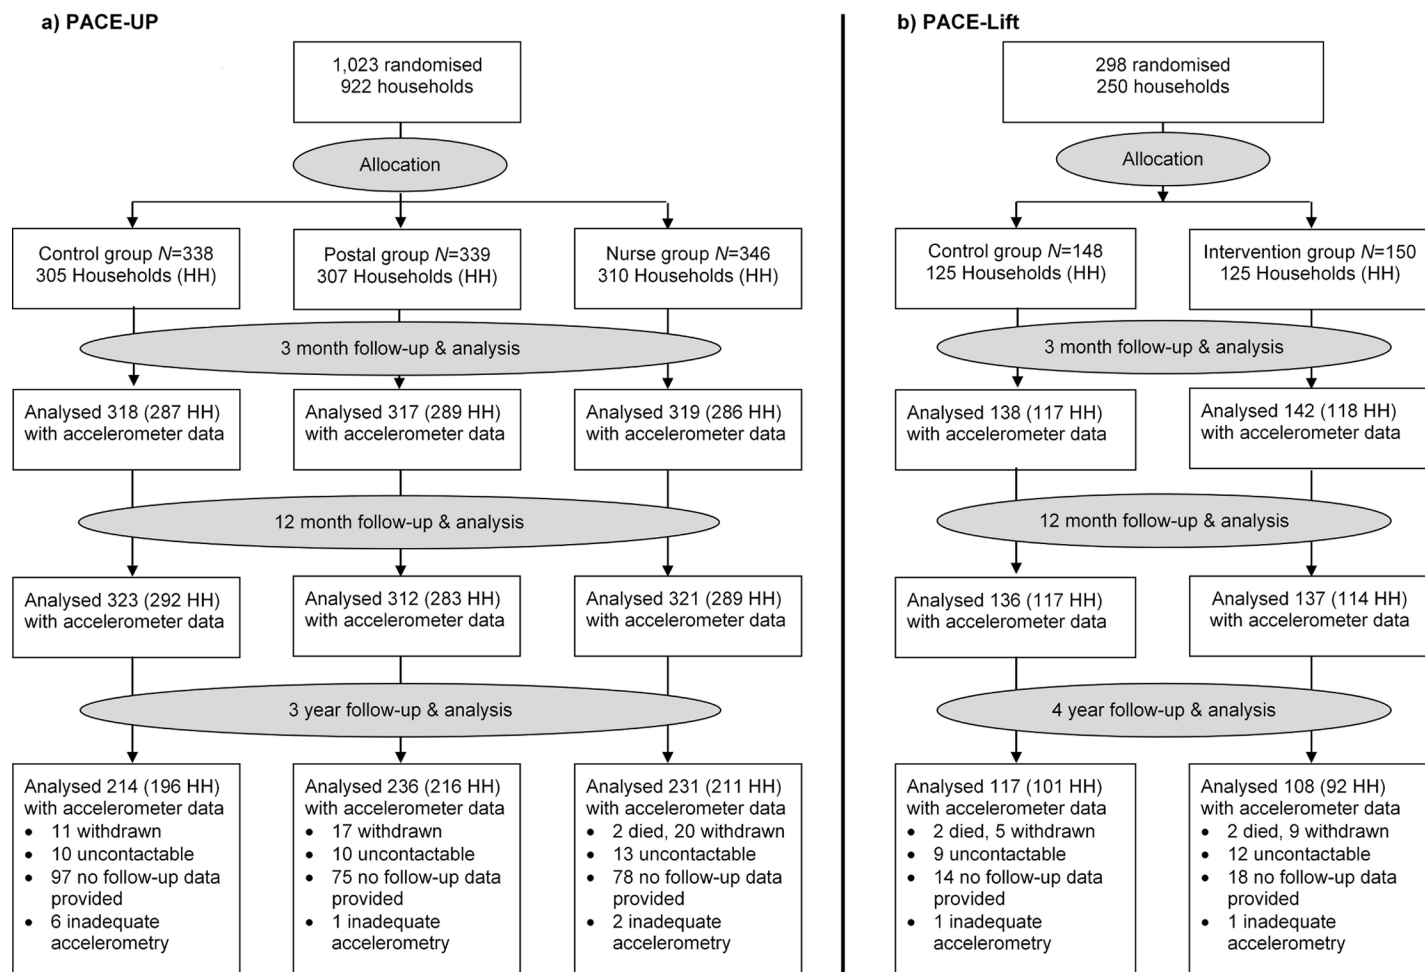 a) PACE-UP
1,023 randomised
922 households
Allocation
Control group N=338
305 Households (HH)
Postal group N=339
307 Households (HH)
Nurse group N=346
310 Households (HH)
3 month follow-up & analysis
Analysed 318 (287 HH)
with accelerometer data
Analysed 317 (289 HH)
with accelerometer data
Analysed 319 (286 HH)
with accelerometer data
12 month follow-up & analysis
Analysed 323 (292 HH)
with accelerometer data
Analysed 312 (283 HH)
with accelerometer data
Analysed 321 (289 HH)
with accelerometer data
3 year follow-up & analysis
Analysed 214 (196 HH)
with accelerometer data
• 11 withdrawn
• 10 uncontactable
• 97 no follow-up data
provided
• 6 inadequate
accelerometry
Analysed 236 (216 HH)
with accelerometer data
• 17 withdrawn
• 10 uncontactable
• 75 no follow-up data
provided
• 1 inadequate
accelerometry
Analysed 231 (211 HH)
with accelerometer data
• 2 died, 20 withdrawn
• 13 uncontactable
• 78 no follow-up data
provided
• 2 inadequate
accelerometry
b) PACE-Lift
298 randomised
250 households
Allocation
Control group N=148
125 Households (HH)
Intervention group N=150
125 Households (HH)
3 month follow-up & analysis
Analysed 138 (117 HH)
with accelerometer data
Analysed 142 (118 HH)
with accelerometer data
12 month follow-up & analysis
Analysed 136 (117 HH)
with accelerometer data
Analysed 137 (114 HH)
with accelerometer data
4 year follow-up & analysis
Analysed 117 (101 HH)
with accelerometer data
• 2 died, 5 withdrawn
• 9 uncontactable
• 14 no follow-up data
provided
• 1 inadequate
accelerometry
Analysed 108 (92 HH)
with accelerometer data
• 2 died, 9 withdrawn
• 12 uncontactable
• 18 no follow-up data
provided
• 1 inadequate
accelerometry